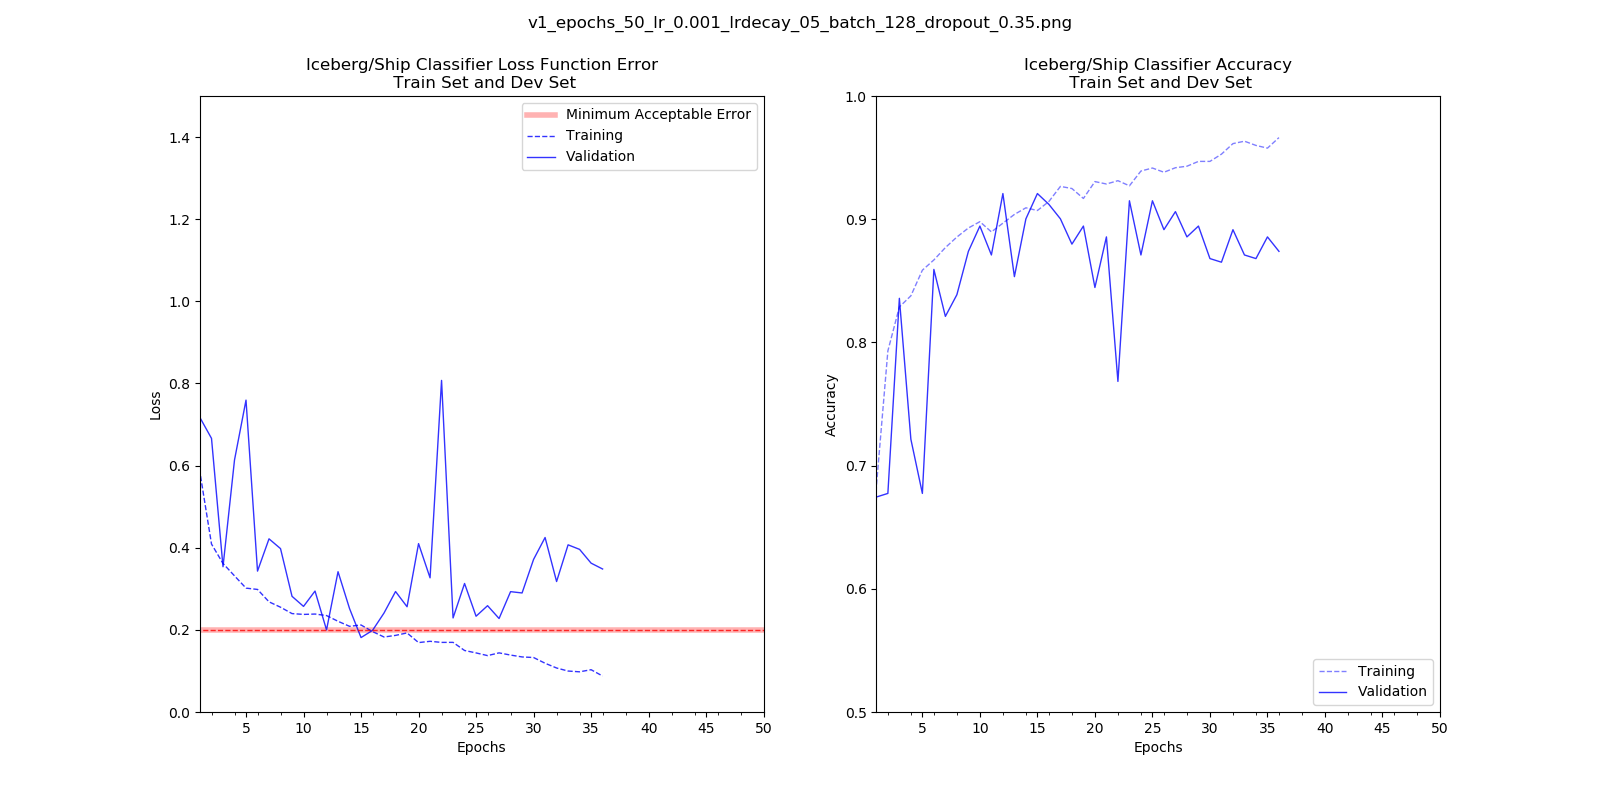 v1_epochs_50_lr_0.001_lrdecay_05_batch_128_dropout_0.35.png
Iceberg/Ship Classifier Loss Function Error
Train Set and Dev Set
1.4
1.2
1.0
0.8
0.6
0.4
0.2
0.0
Loss
Minimum Acceptable Error
Training
Validation
5 10 15 20 25 30 35 40 45 50
Epochs
Iceberg/Ship Classifier Accuracy
Train Set and Dev Set
1.0
0.9
0.8
0.7
0.6
0.5
Accuracy
Training
Validation
5 10 15 20 25 30 35 40 45 50
Epochs